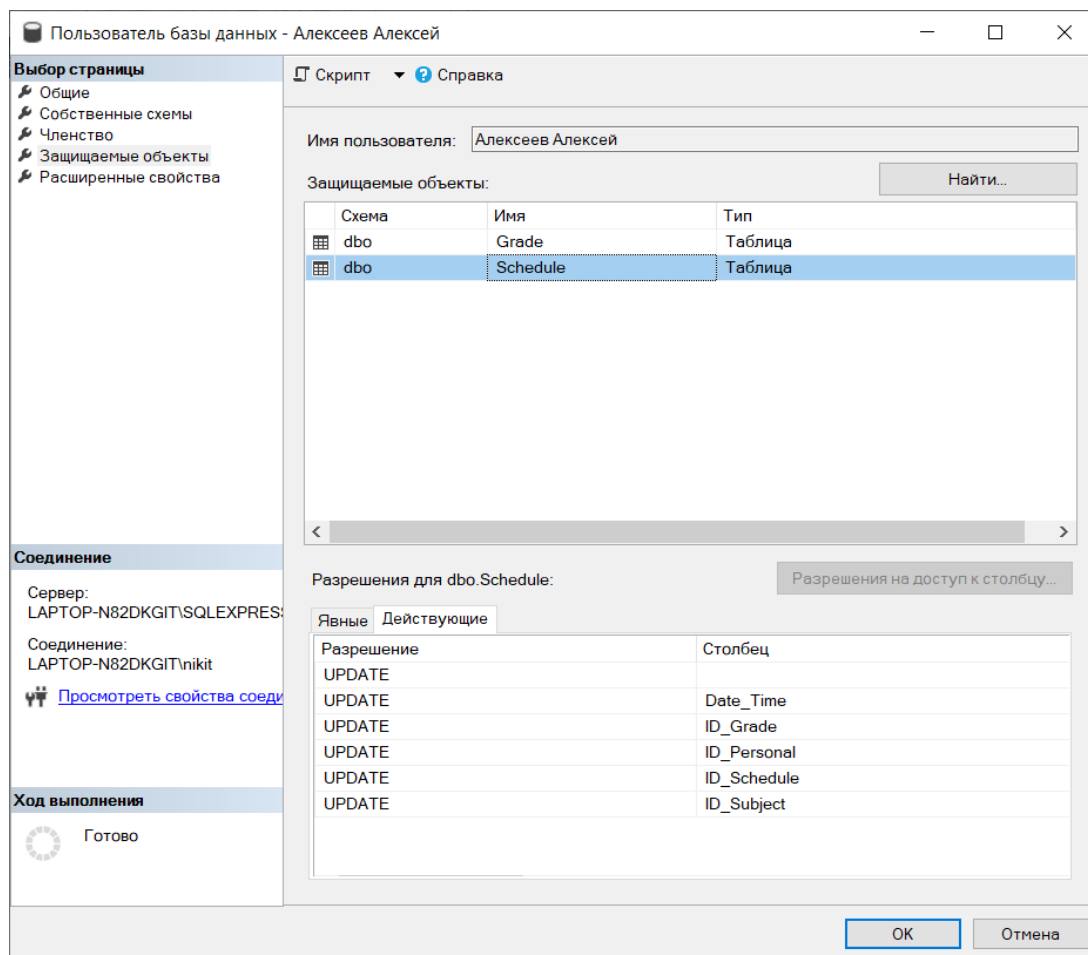 Пользователь базы данных - Алексеев Алексей
Выбор страницы
Общие
Собственные схемы
Членство
Защищаемые объекты
Расширенные свойства
Соединение
Сервер:
LAPTOP-N82DKGIT\SQLEXPRES
Соединение:
LAPTOP-N82DKGIT\nikit
Просмотреть свойства соеди
Ход выполнения
Готово
Скрипт Справка
Имя пользователя: Алексеев Алексей
Защищаемые объекты: Найти...
Схема Имя Тип
dbo Grade Таблица
dbo Schedule Таблица
Разрешения для dbo.Schedule: Разрешения на доступ к столбцу...
Явные Действующие
Разрешение Столбец
UPDATE
UPDATE Date_Time
UPDATE ID_Grade
UPDATE ID_Personal
UPDATE ID_Schedule
UPDATE ID_Subject
OK Отмена